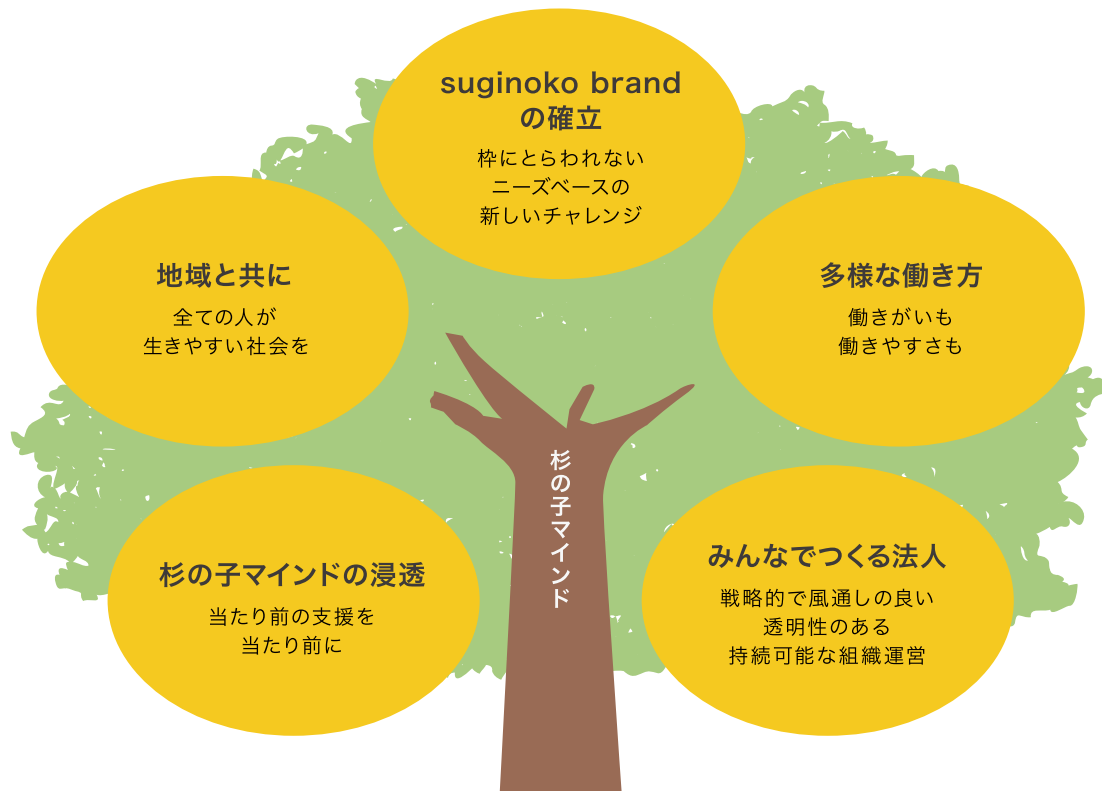 suginoko brand
の確立
枠にとらわれない
ニーズベースの
新しいチャレンジ
地域と共に
全ての人が
生きやすい社会を
多様な働き方
働きがいも
働きやすさも
杉の子マインド
杉の子マインドの浸透
当たり前の支援を
当たり前に
みんなでつくる法人
戦略的で風通しの良い
透明性のある
持続可能な組織運営